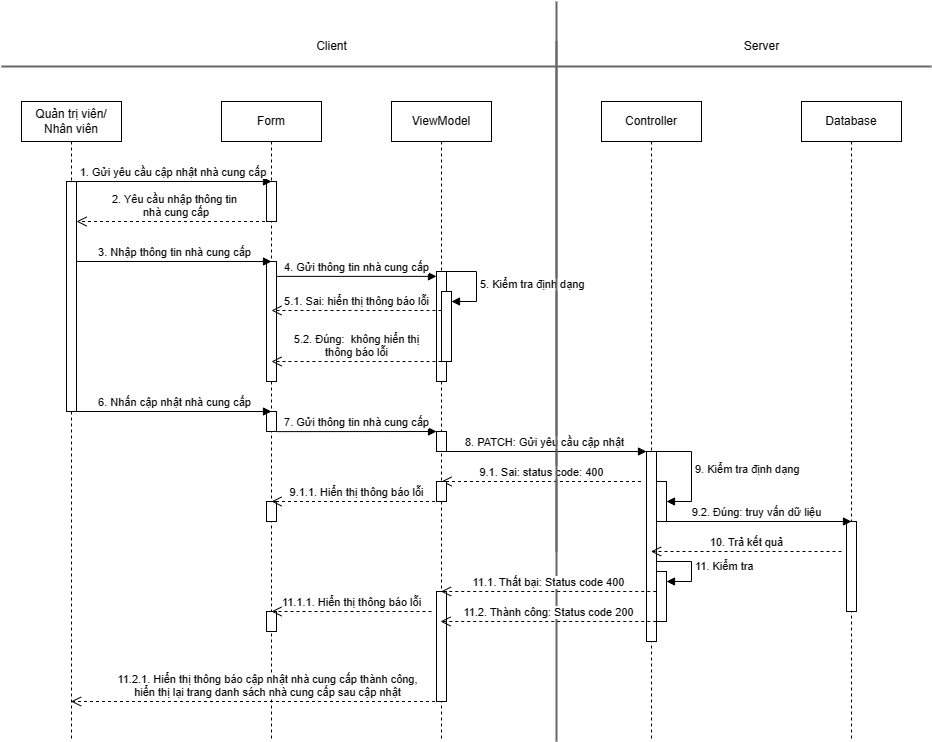 Client
Server
Quản trị viên/
Nhân viên
Form
ViewModel
Controller
Database
1. Gửi yêu cầu cập nhật nhà cung cấp
2. Yêu cầu nhập thông tin
nhà cung cấp
3. Nhập thông tin nhà cung cấp
4. Gửi thông tin nhà cung cấp
5. Kiểm tra định dạng
5.1. Sai: hiển thị thông báo lỗi
5.2. Đúng: không hiển thị
thông báo lỗi
6. Nhấn cập nhật nhà cung cấp
7. Gửi thông tin nhà cung cấp
8. PATCH: Gửi yêu cầu cập nhật
9. Kiểm tra định dạng
9.1. Sai: status code: 400
9.1.1. Hiển thị thông báo lỗi
9.2. Đúng: truy vấn dữ liệu
10. Trả kết quả
11. Kiểm tra
11.1. Thất bại: Status code 400
11.1.1. Hiển thị thông báo lỗi
11.2. Thành công: Status code 200
11.2.1. Hiển thị thông báo cập nhật nhà cung cấp thành công,
hiển thị lại trang danh sách nhà cung cấp sau cập nhật